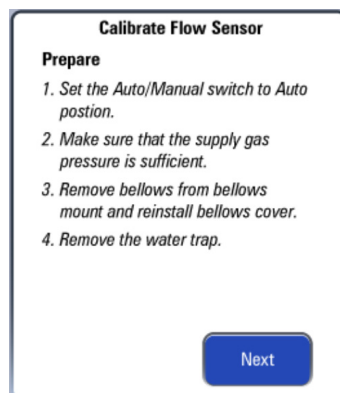 Calibrate Flow Sensor
Prepare
1. Set the Auto/Manual switch to Auto
postion.
2. Make sure that the supply gas
pressure is sufficient.
3. Remove bellows from bellows
mount and reinstall bellows cover.
4. Remove the water trap.
Next